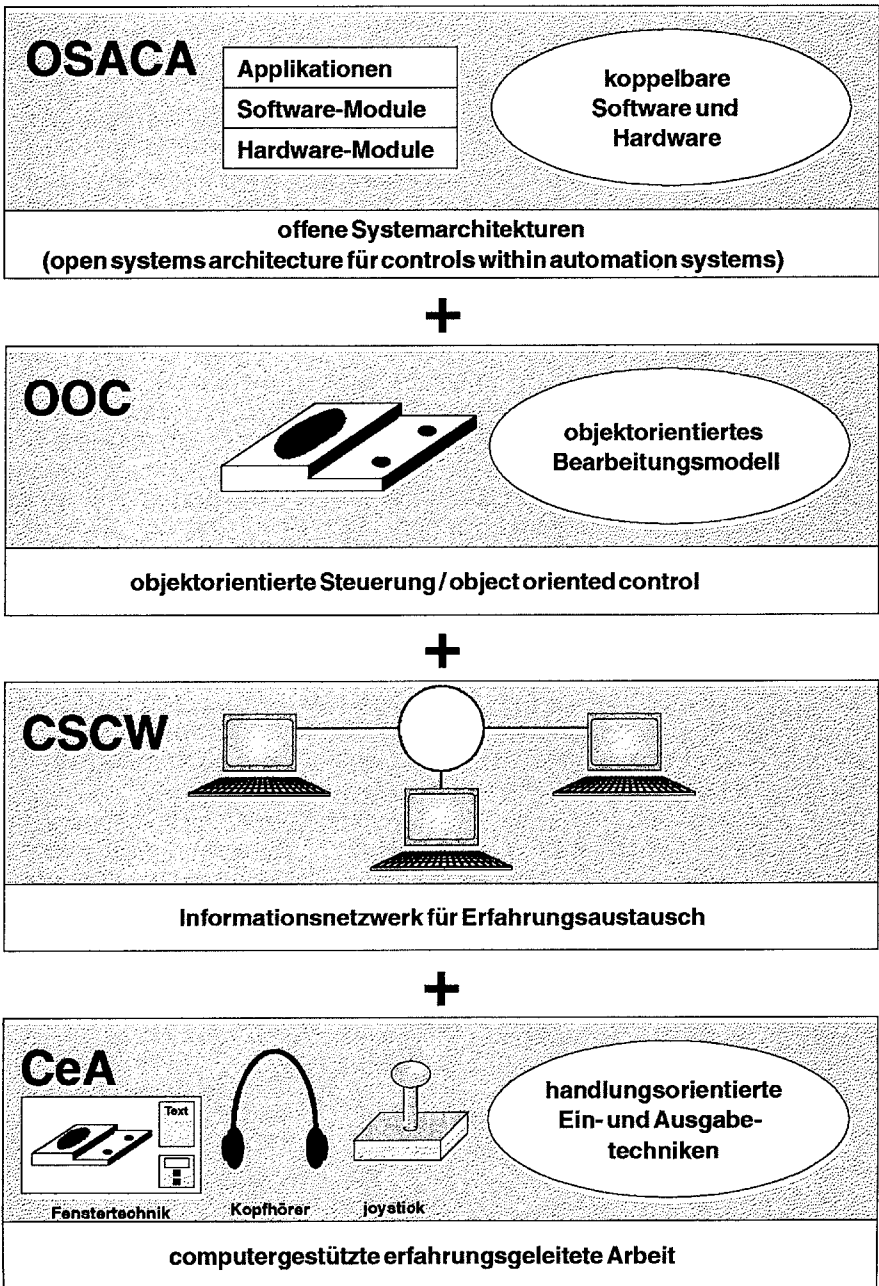 OSACA
Applikationen
Software-Module
Hardware-Module
koppelbare
Software und
Hardware
offene Systemarchitekturen
(open systems architecture für controls within automation systems)
+
OOC
objektorientiertes
Bearbeitungsmodell
objektorientierte Steuerung / object oriented control
+
CSCW
Informationsnetzwerk für Erfahrungsaustausch
+
CeA
Text
Fenstertechnik
Kopfhörer
joystick
handlungsorientierte
Ein- und Ausgabe-
techniken
computergestützte erfahrungsgeleitete Arbeit